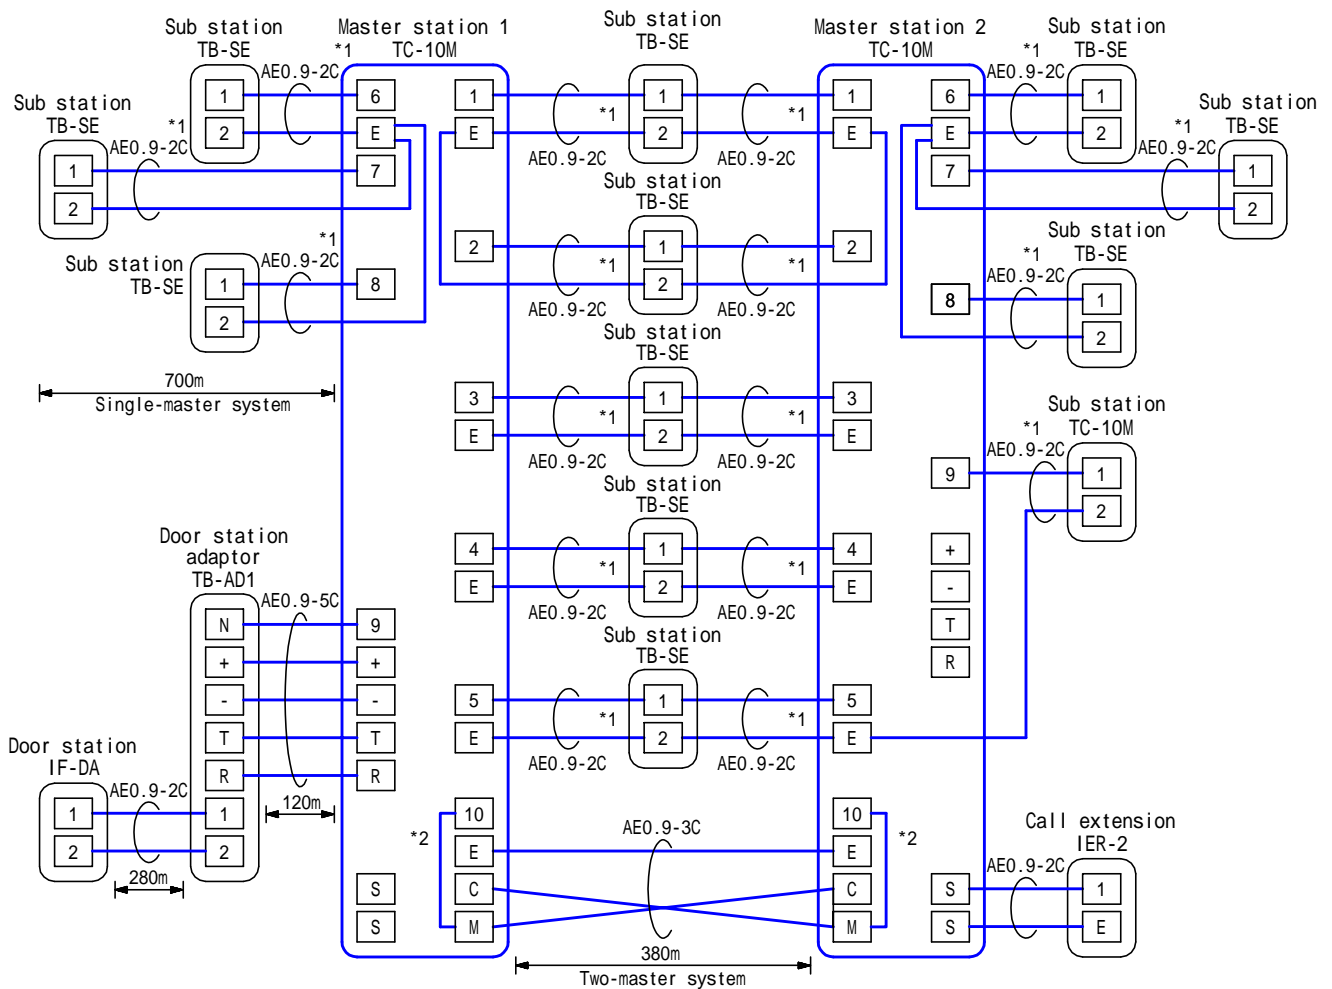 Sub station
TB-SE
Master station 1
TC-10M
Sub station
TB-SE
Master station 2
TC-10M
Sub station
TB-SE
*1
AE0.9-2C
1
2
6
E
7
1
E
1
2
*1
*1
AE0.9-2C
AE0.9-2C
1
E
6
E
7
*1
AE0.9-2C
1
2
Sub station
TB-SE
*1
AE0.9-2C
1
2
Sub station
TB-SE
*1
AE0.9-2C
1
2
Sub station
TB-SE
2
1
2
*1
*1
AE0.9-2C
AE0.9-2C
2
Sub station
TB-SE
*1
AE0.9-2C
1
2
8
Sub station
TB-SE
*1
AE0.9-2C
8
1
2
700m
Single-master system
Sub station
TB-SE
3
E
1
2
*1
*1
AE0.9-2C
AE0.9-2C
3
E
Sub station
TC-10M
*1
AE0.9-2C
9
1
2
Sub station
TB-SE
4
E
1
2
*1
*1
AE0.9-2C
AE0.9-2C
4
E
+
-
T
R
Door station
adaptor
TB-AD1
AE0.9-5C
N
+
-
T
R
1
2
9
+
-
T
R
120m
Sub station
TB-SE
5
E
1
2
*1
*1
AE0.9-2C
AE0.9-2C
5
E
Door station
IF-DA
AE0.9-2C
1
2
280m
S
S
*2
10
E
C
M
AE0.9-3C
10
E
C
M
*2
S
S
Call extension
IER-2
AE0.9-2C
1
E
380m
Two-master system